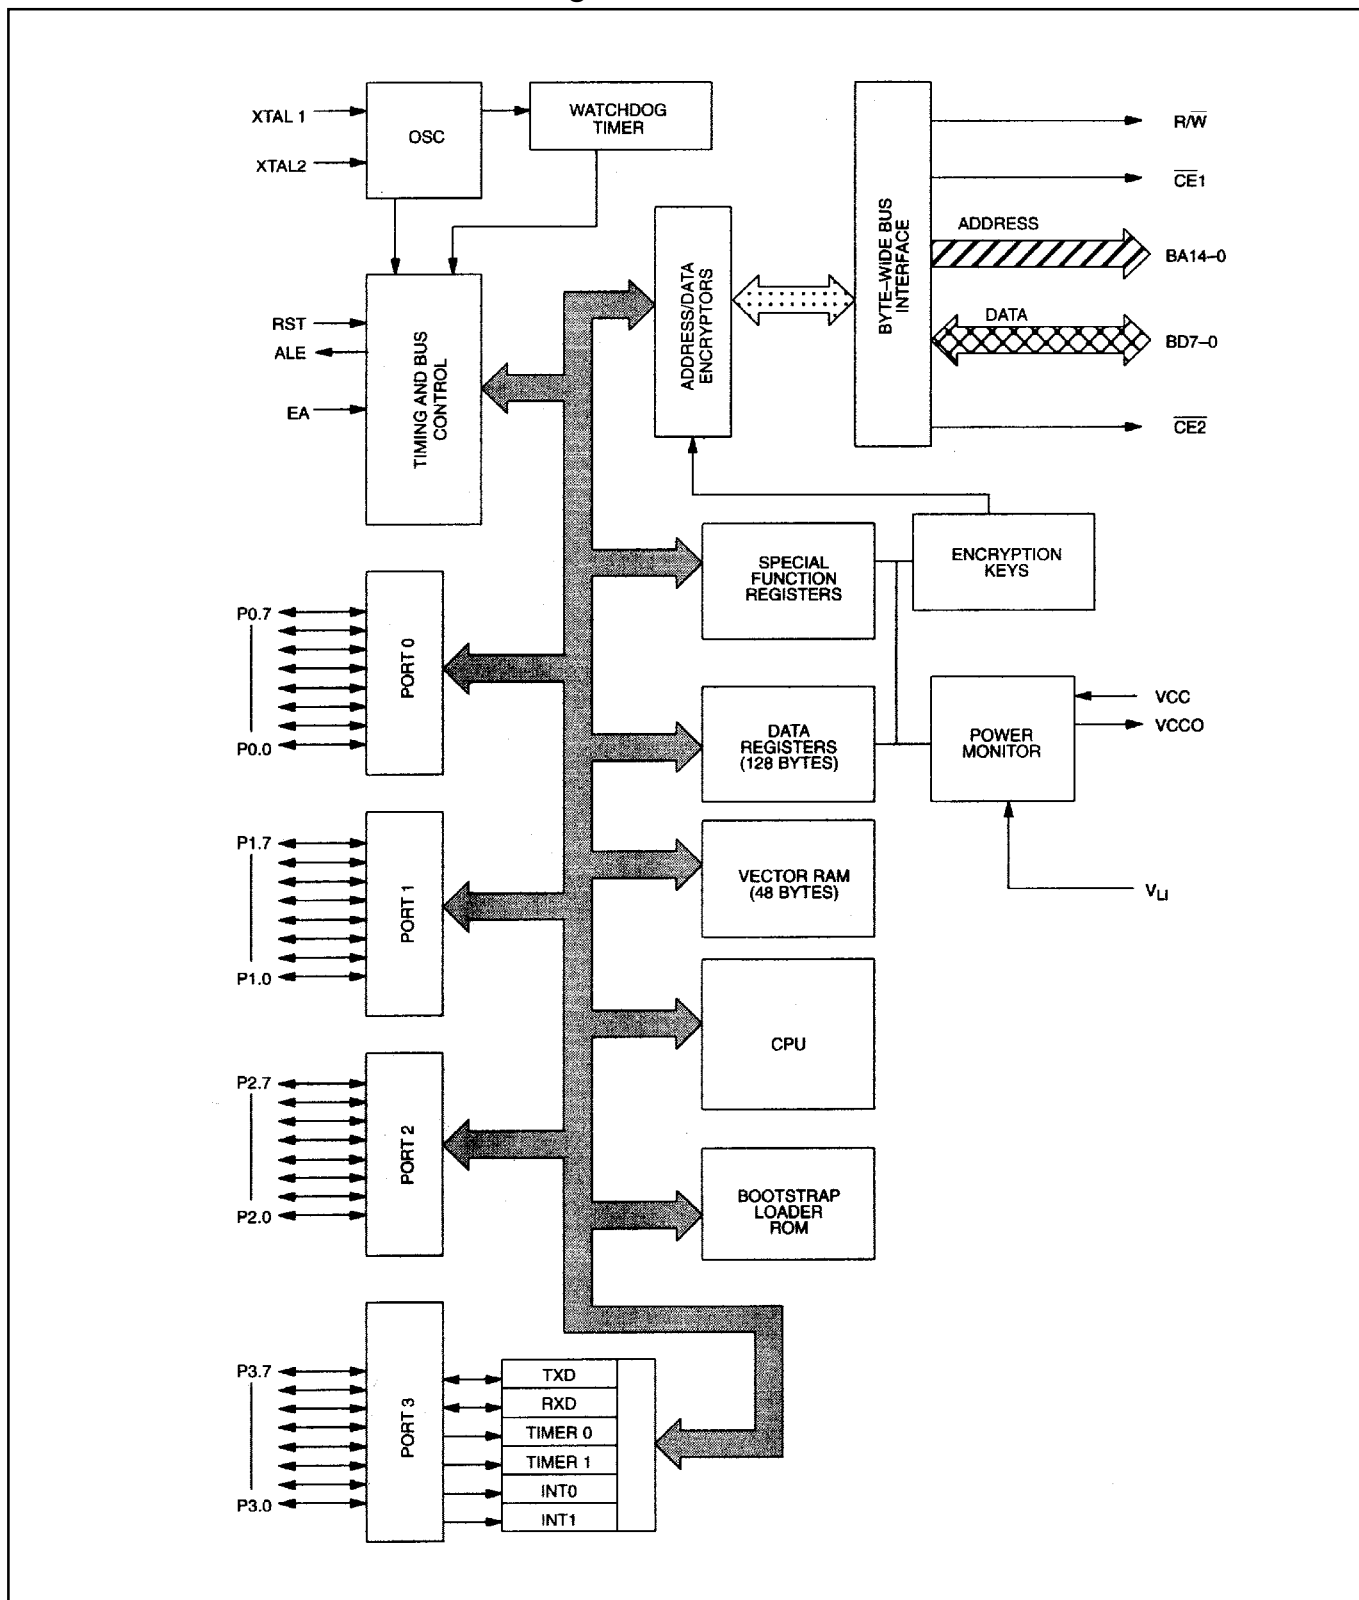 XTAL 1
XTAL2
OSC
WATCHDOG
TIMER
RST
ALE
EA
TIMING AND BUS
CONTROL
ADDRESS/DATA
ENCRYPTORS
BYTE–WIDE BUS
INTERFACE
R/W̅
C̅E̅1
ADDRESS
BA14–0
DATA
BD7–0
C̅E̅2̅
SPECIAL
FUNCTION
REGISTERS
ENCRYPTION
KEYS
P0.7
P0.0
PORT 0
DATA
REGISTERS
(128 BYTES)
POWER
MONITOR
VCC
VCCO
VLI
P1.7
P1.0
PORT 1
VECTOR RAM
(48 BYTES)
CPU
P2.7
P2.0
PORT 2
BOOTSTRAP
LOADER
ROM
P3.7
P3.0
PORT 3
TXD
RXD
TIMER 0
TIMER 1
INT0
INT1